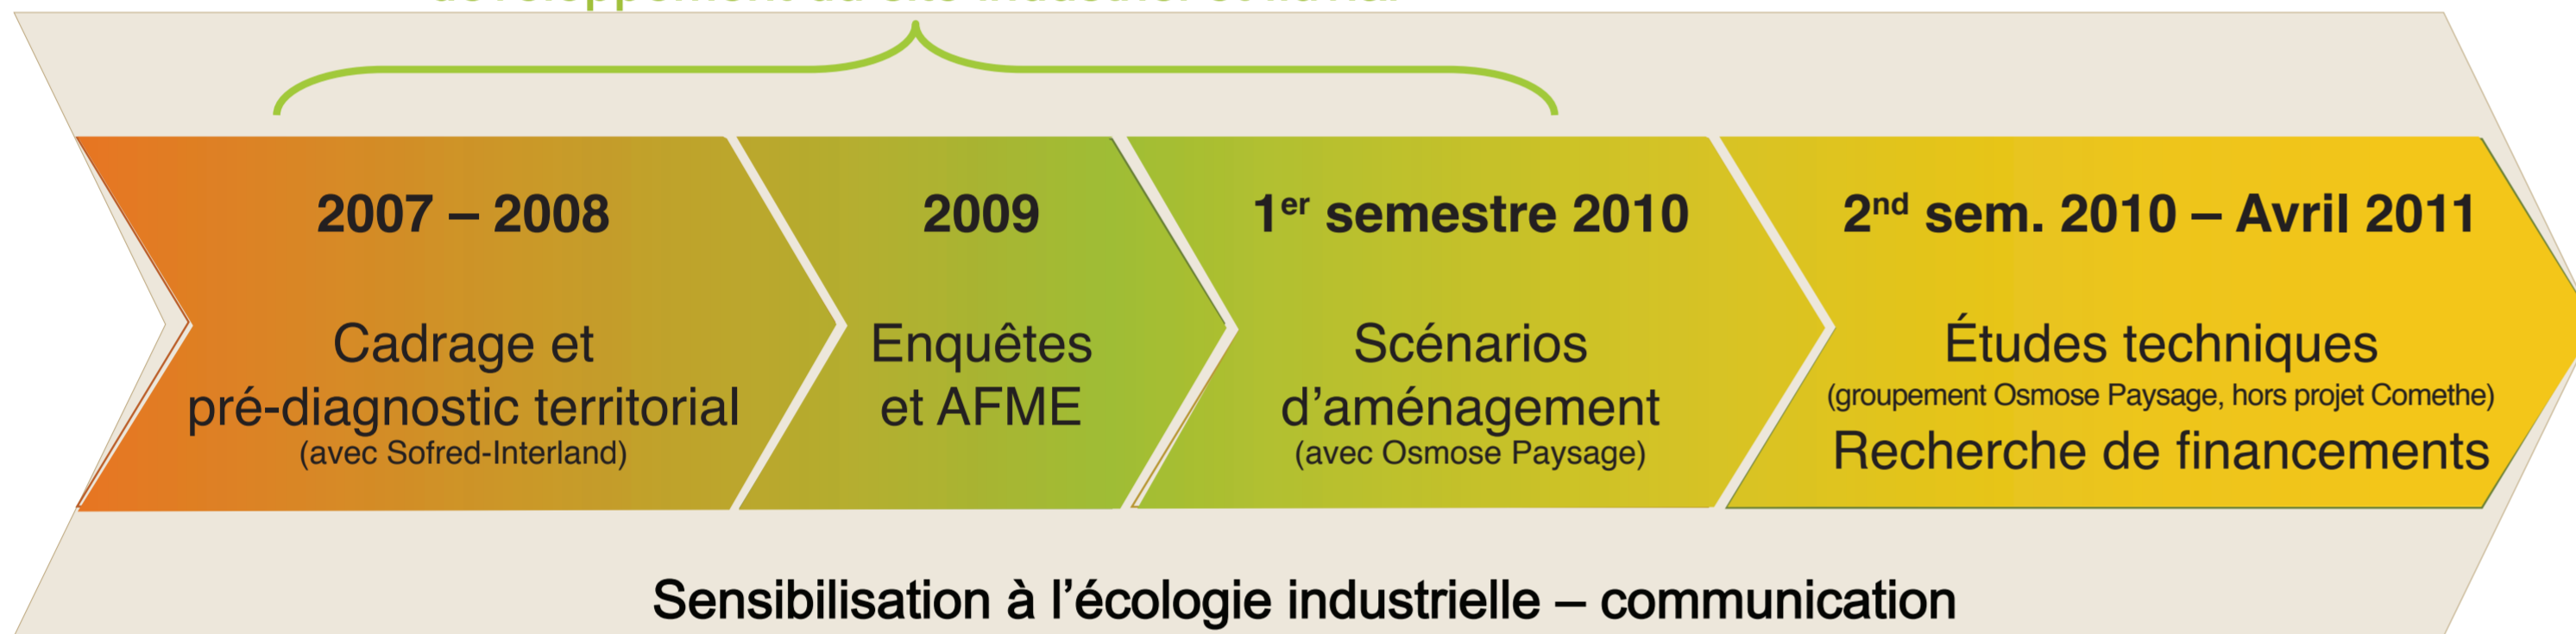 2007 – 2008
Cadrage et
pré-diagnostic territorial
(avec Sofred-Interland)
2009
Enquêtes
et AFME
1er semestre 2010
Scénarios
d’aménagement
(avec Osmose Paysage)
2nd sem. 2010 – Avril 2011
Études techniques
(groupement Osmose Paysage, hors projet Comethe)
Recherche de financements
Sensibilisation à l’écologie industrielle – communication